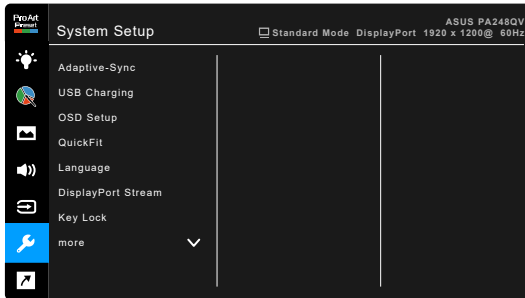 ProArt
Preset
System Setup
ASUS PA248QV
Standard Mode DisplayPort 1920 x 1200@ 60Hz
Adaptive-Sync
USB Charging
OSD Setup
QuickFit
Language
DisplayPort Stream
Key Lock
more